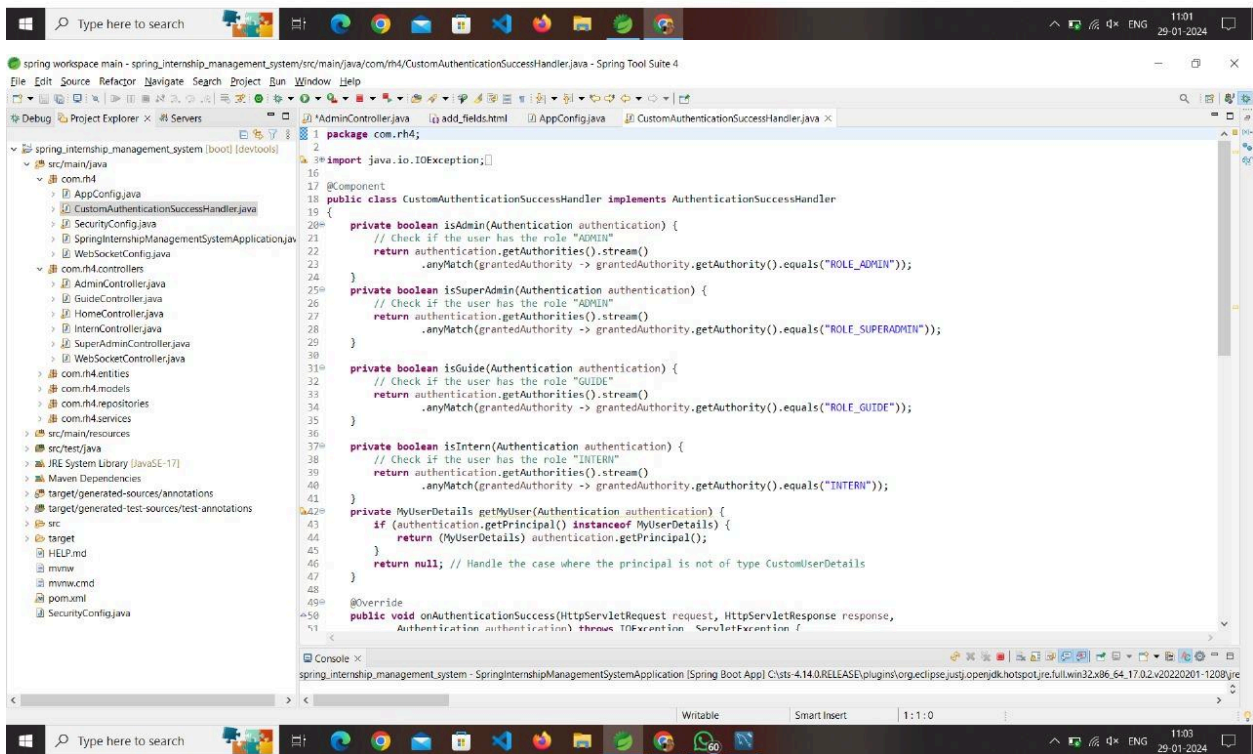 Type here to search
ENG
11:01
29-01-2024
spring workspace main - spring_internship_management_system/src/main/java/com/rh4/CustomAuthenticationSuccessHandler.java - Spring Tool Suite 4
File Edit Source Refactor Navigate Search Project Run Window Help
Debug Project Explorer Servers
*AdminController.java add_fields.html AppConfig.java CustomAuthenticationSuccessHandler.java
spring_internship_management_system [boot] [devtools]
src/main/java
com.rh4
AppConfig.java
CustomAuthenticationSuccessHandler.java
SecurityConfig.java
SpringInternshipManagementSystemApplication.jav
WebSocketConfig.java
com.rh4.controllers
AdminController.java
GuideController.java
HomeController.java
InternController.java
SuperAdminController.java
WebSocketController.java
com.rh4.entities
com.rh4.models
com.rh4.repositories
com.rh4.services
src/main/resources
src/test/java
JRE System Library [JavaSE-17]
Maven Dependencies
target/generated-sources/annotations
target/generated-test-sources/test-annotations
src
target
HELP.md
mvnw
mvnw.cmd
pom.xml
SecurityConfig.java
1 package com.rh4;
2
3 import java.io.IOException;
16
17 @Component
18 public class CustomAuthenticationSuccessHandler implements AuthenticationSuccessHandler
19 {
20 private boolean isAdmin(Authentication authentication) {
21 // Check if the user has the role "ADMIN"
22 return authentication.getAuthorities().stream()
23 .anyMatch(grantedAuthority -> grantedAuthority.getAuthority().equals("ROLE_ADMIN"));
24 }
25 private boolean isSuperAdmin(Authentication authentication) {
26 // Check if the user has the role "ADMIN"
27 return authentication.getAuthorities().stream()
28 .anyMatch(grantedAuthority -> grantedAuthority.getAuthority().equals("ROLE_SUPERADMIN"));
29 }
30
31 private boolean isGuide(Authentication authentication) {
32 // Check if the user has the role "GUIDE"
33 return authentication.getAuthorities().stream()
34 .anyMatch(grantedAuthority -> grantedAuthority.getAuthority().equals("ROLE_GUIDE"));
35 }
36
37 private boolean isIntern(Authentication authentication) {
38 // Check if the user has the role "INTERN"
39 return authentication.getAuthorities().stream()
40 .anyMatch(grantedAuthority -> grantedAuthority.getAuthority().equals("INTERN"));
41 }
42 private MyUserDetails getMyUser(Authentication authentication) {
43 if (authentication.getPrincipal() instanceof MyUserDetails) {
44 return (MyUserDetails) authentication.getPrincipal();
45 }
46 return null; // Handle the case where the principal is not of type CustomUserDetails
47 }
48
49 @Override
50 public void onAuthenticationSuccess(HttpServletRequest request, HttpServletResponse response,
51 Authentication authentication) throws IOException, ServletException {
Console
spring_internship_management_system - SpringInternshipManagementSystemApplication [Spring Boot App] C:\sts-4.14.0.RELEASE\plugins\org.eclipse.justj.openjdk.hotspot.jre.full.win32.x86_64_17.0.2.v20220201-1208\jre
Writable Smart Insert 1:1:0
Type here to search
60
ENG
11:03
29-01-2024